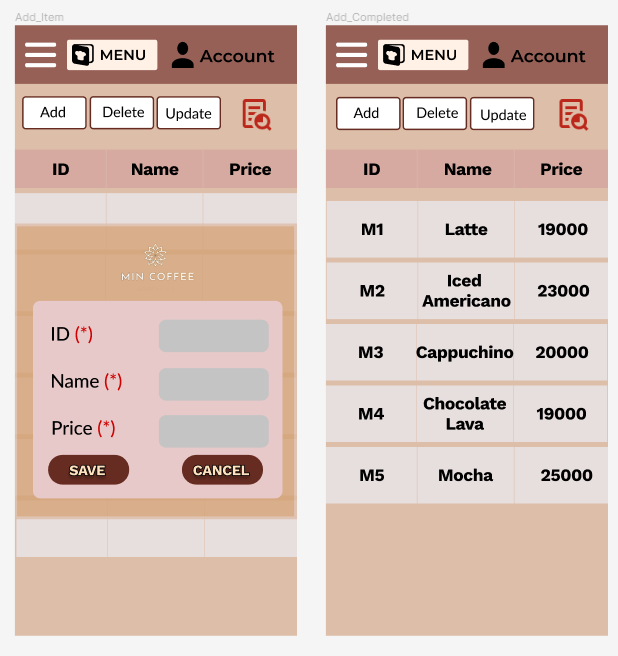 Add_Item
MENU
Account
Add
Delete
Update
ID
Name
Price
MIN COFFEE
ID (*)
Name (*)
Price (*)
SAVE
CANCEL
Add_Completed
MENU
Account
Add
Delete
Update
ID
Name
Price
M1
Latte
19000
M2
Iced
Americano
23000
M3
Cappuchino
20000
M4
Chocolate
Lava
19000
M5
Mocha
25000